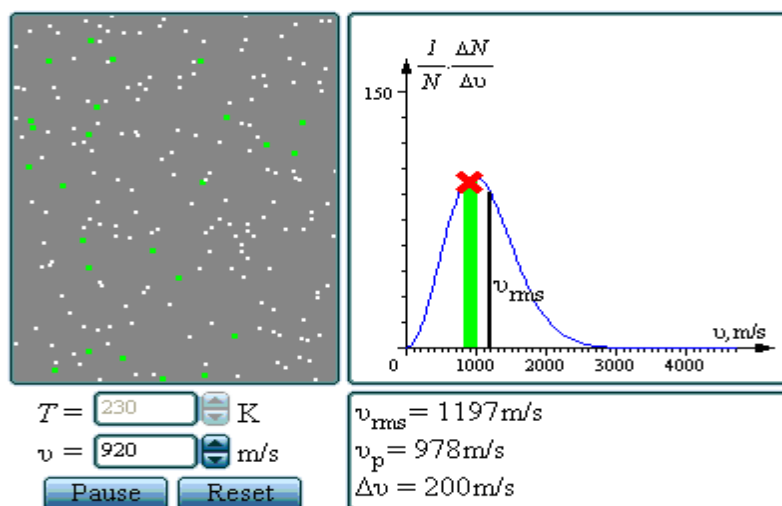 1/N · ΔN/Δυ
150
υrms
υ, m/s
0 1000 2000 3000 4000
T = 230 K
υ = 920 m/s
Pause Reset
υrms = 1197m/s
υp = 978m/s
Δυ = 200m/s